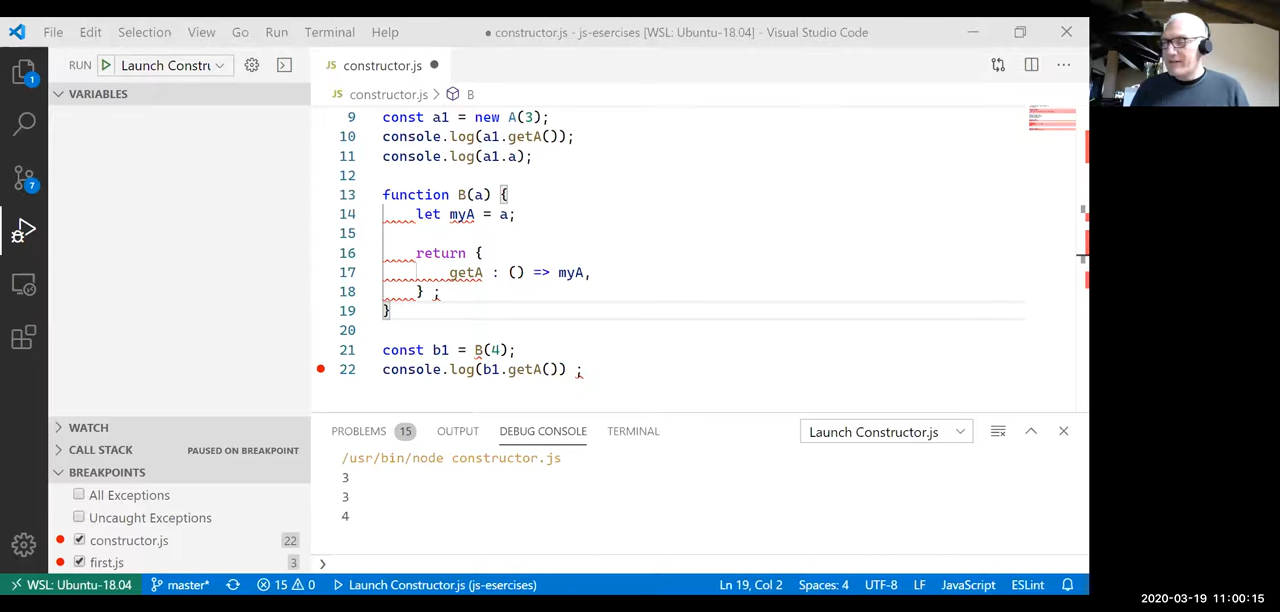 File Edit Selection View Go Run Terminal Help ● constructor.js - js-esercises [WSL: Ubuntu-18.04] - Visual Studio Code
RUN Launch Constru
JS constructor.js ●
VARIABLES
JS constructor.js > B
9 const a1 = new A(3);
10 console.log(a1.getA());
11 console.log(a1.a);
12
13 function B(a) {
14 let myA = a;
15
16 return {
17 getA : () => myA,
18 } ;
19 }
20
21 const b1 = B(4);
22 console.log(b1.getA()) ;
WATCH
CALL STACK PAUSED ON BREAKPOINT
BREAKPOINTS
All Exceptions
Uncaught Exceptions
constructor.js 22
first.js 3
PROBLEMS 15 OUTPUT DEBUG CONSOLE TERMINAL Launch Constructor.js
/usr/bin/node constructor.js
3
3
4
>
1
7
WSL: Ubuntu-18.04 master* 15 0 Launch Constructor.js (js-esercises) Ln 19, Col 2 Spaces: 4 UTF-8 LF JavaScript ESLint
2020-03-19 11:00:15